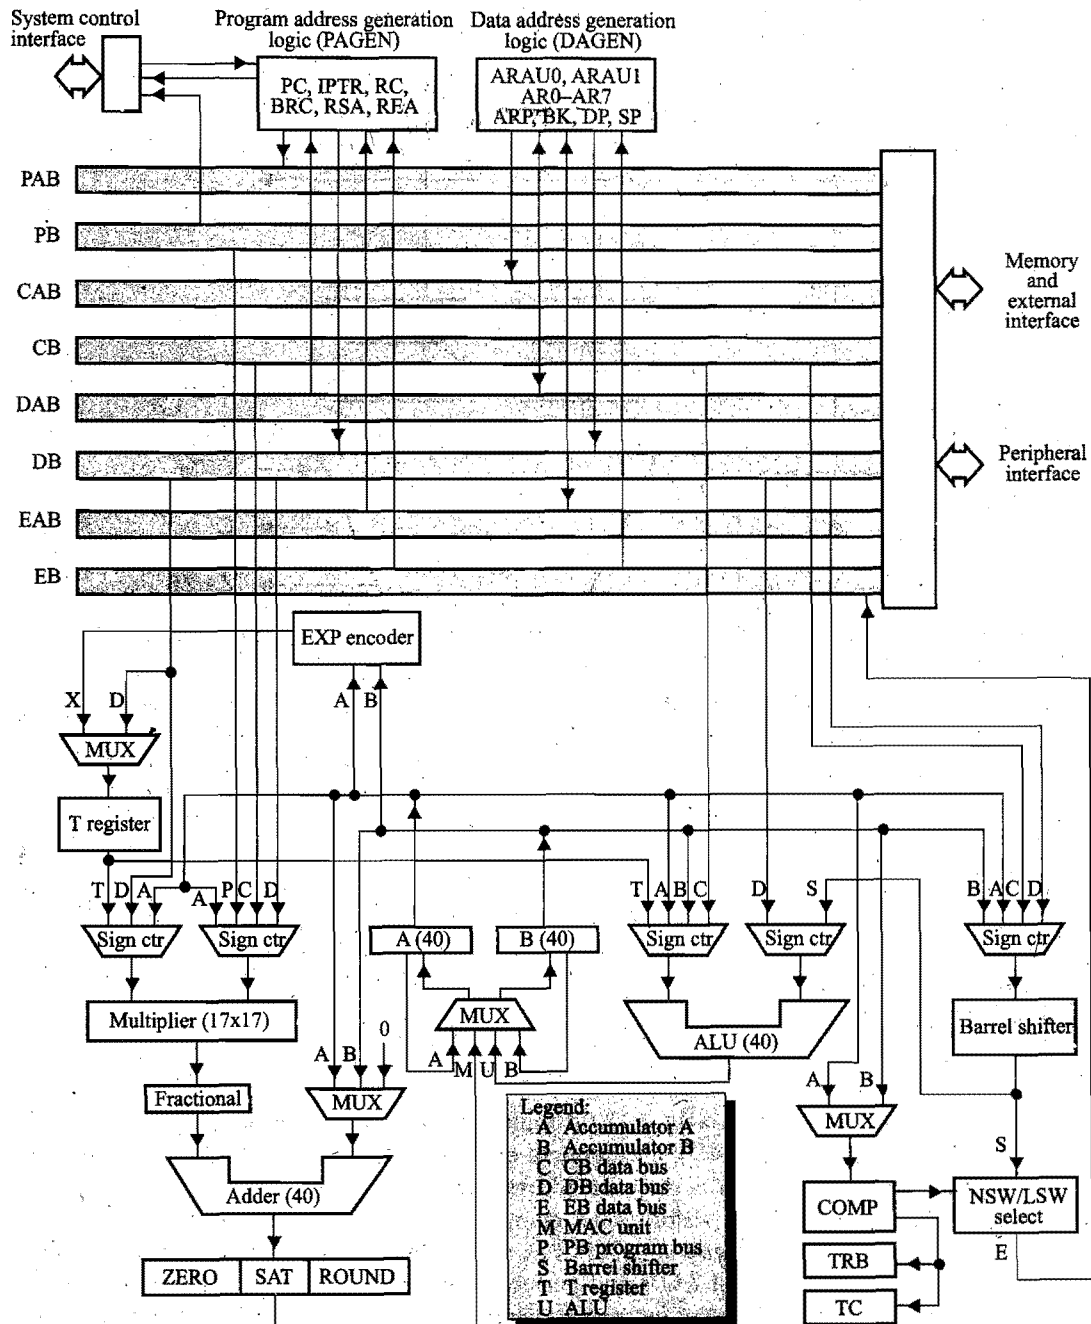 System control
interface
Program address generation
logic (PAGEN)
Data address generation
logic (DAGEN)
PC, IPTR, RC,
BRC, RSA, REA
ARAU0, ARAU1
AR0–AR7
ARP, BK, DP, SP
PAB
PB
CAB
CB
DAB
DB
EAB
EB
Memory
and
external
interface
Peripheral
interface
EXP encoder
X
D
A
B
MUX
T register
T
D
A
A
P
C
D
Sign ctr
Sign ctr
A (40)
B (40)
T
A
B
C
D
S
Sign ctr
Sign ctr
B
A
C
D
Sign ctr
Multiplier (17x17)
MUX
A
M
U
B
ALU (40)
Barrel shifter
Fractional
A
B
0
MUX
A
B
MUX
S
Adder (40)
COMP
NSW/LSW
select
E
TRB
TC
ZERO
SAT
ROUND
Legend:
A Accumulator A
B Accumulator B
C CB data bus
D DB data bus
E EB data bus
M MAC unit
P PB program bus
S Barrel shifter
T T register
U ALU